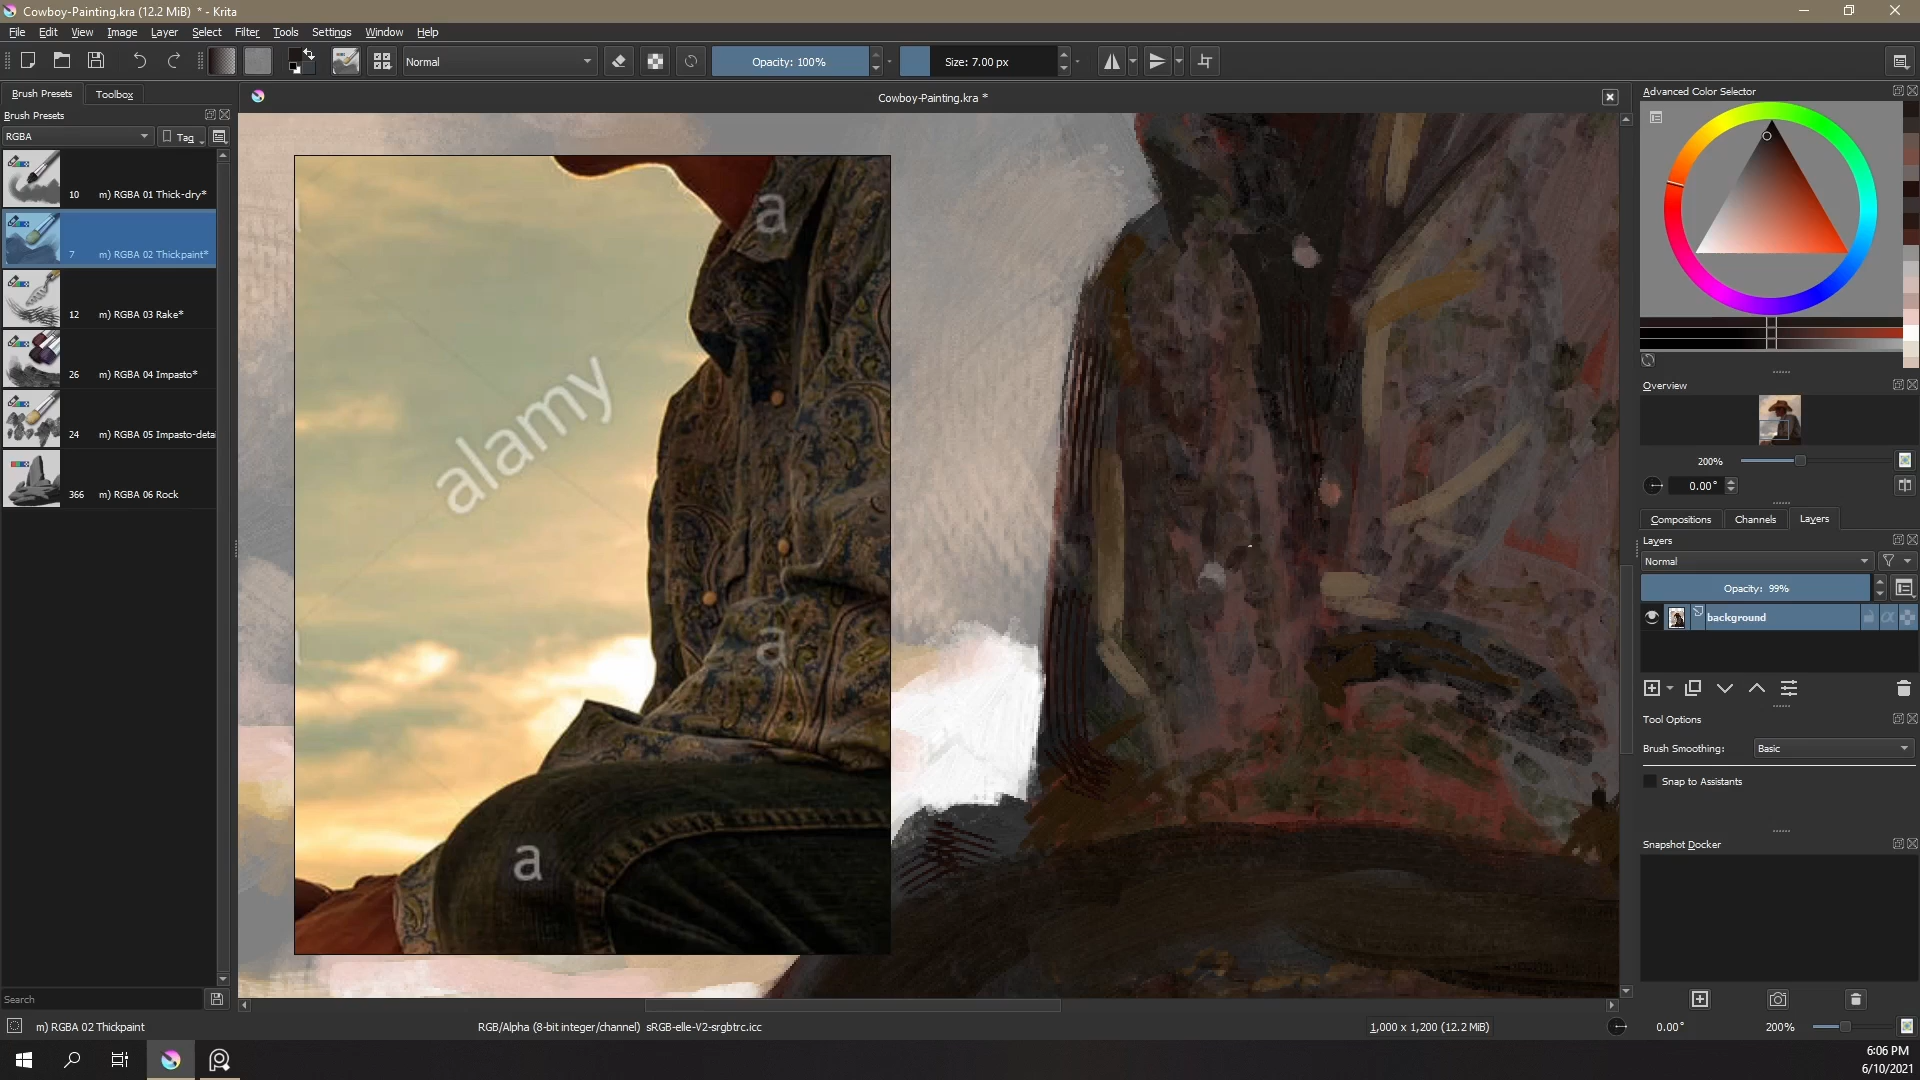 Cowboy-Painting.kra (12.2 MiB) * - Krita
File Edit View Image Layer Select Filter Tools Settings Window Help
Normal
Opacity: 100%
Size: 7.00 px
Brush Presets
Toolbox
Cowboy-Painting.kra *
Advanced Color Selector
Brush Presets
RGBA
Tag
10 m) RGBA 01 Thick-dry*
7 m) RGBA 02 Thickpaint*
12 m) RGBA 03 Rake*
26 m) RGBA 04 Impasto*
24 m) RGBA 05 Impasto-detai
366 m) RGBA 06 Rock
a
alamy
a
a
Overview
200%
0.00°
Compositions Channels Layers
Layers
Normal
Opacity: 99%
background
Tool Options
Brush Smoothing: Basic
Snap to Assistants
Snapshot Docker
Search
m) RGBA 02 Thickpaint
RGB/Alpha (8-bit integer/channel) sRGB-elle-V2-srgbtrc.icc
1,000 x 1,200 (12.2 MiB)
0.00°
200%
6:06 PM
6/10/2021